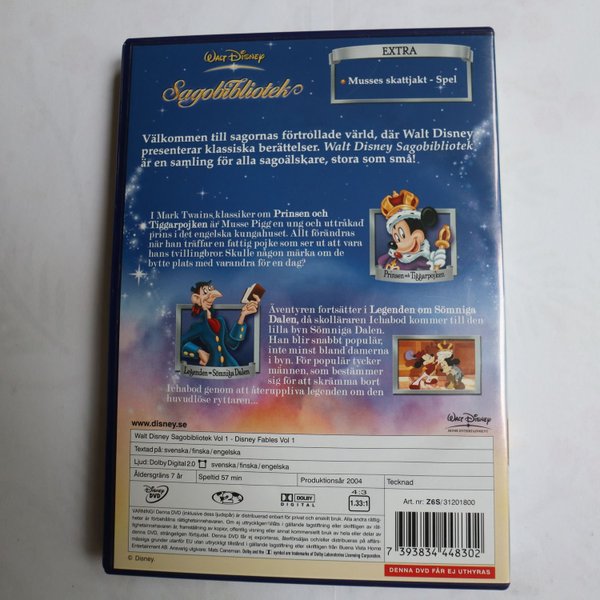 WALT DISNEY
Sagobibliotek
EXTRA
Musses skattjakt - Spel
Välkommen till sagornas förtrollade värld, där Walt Disney
presenterar klassiska berättelser. Walt Disney Sagobibliotek
är en samling för alla sagoälskare, stora som små!
I Mark Twains klassiker om Prinsen och
Tiggarpojken är Musse Pigg en ung och uttråkad
prins i det engelska kungahuset. Allt förändras
när han träffar en fattig pojke som ser ut att vara
hans tvillingbror. Skulle någon märka om de
bytte plats med varandra för en dag?
Prinsen och Tiggarpojken
Äventyren fortsätter i Legenden om Sömniga
Dalen, då skolläraren Ichabod kommer till den
lilla byn Sömniga Dalen.
Han blir snabbt populär,
inte minst bland damerna
i byn. För populär tycker
männen, som bestämmer
sig för att skrämma bort
Ichabod genom att återuppliva legenden om den
huvudlöse ryttaren...
Legenden om Sömniga Dalen
www.disney.se
WALT DISNEY
HOME ENTERTAINMENT
Walt Disney Sagobibliotek Vol 1 - Disney Fables Vol 1
Textad på: svenska/finska/engelska
Ljud: Dolby Digital 2.0 svenska/finska/engelska
Åldersgräns 7 år
Speltid 57 min
Produktionsår 2004
Tecknad
Disney
DVD
2
DOLBY
DIGITAL
4:3
1.33:1
Art. nr: Z6S/31201800
7 393834 448302
DENNA DVD FÅR EJ UTHYRAS
© Disney.